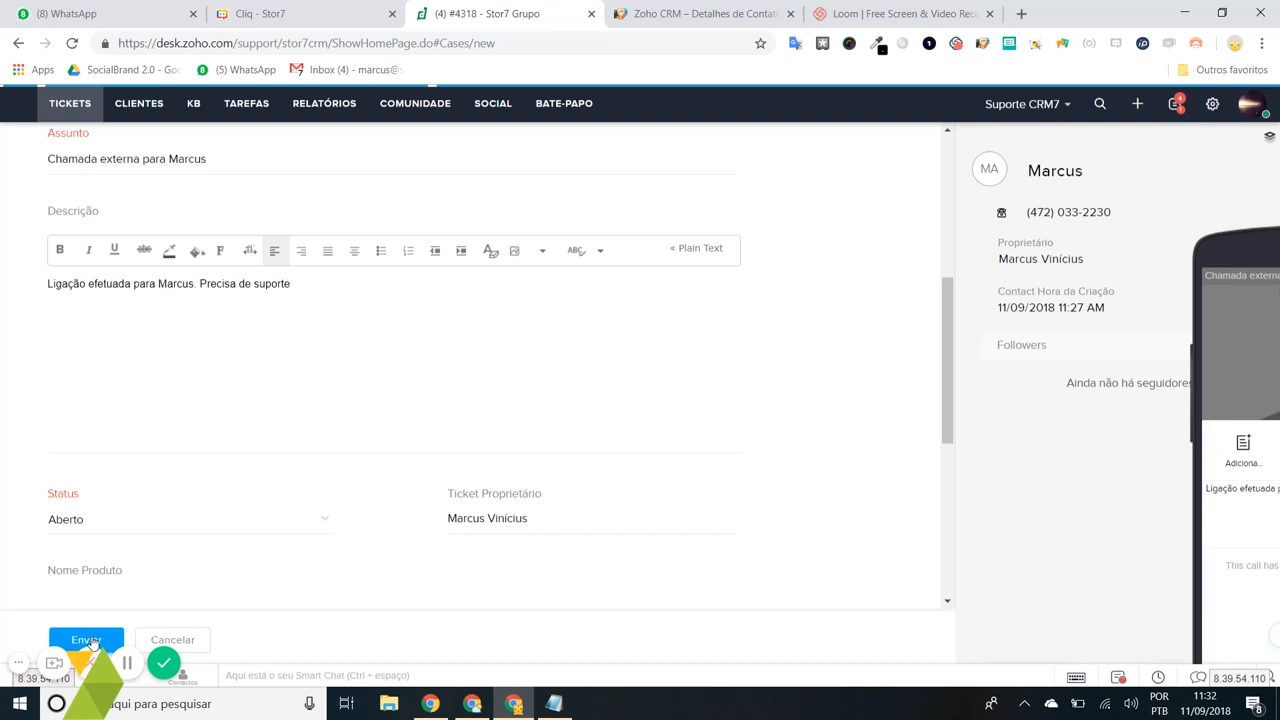 (8) WhatsApp
Cliq - Stor7
(4) #4318 - Stor7 Grupo
Zoho CRM – Detalhes de Contat
Loom | Free Screen & Video Rec
https://desk.zoho.com/support/stor7crm/ShowHomePage.do#Cases/new
Apps
SocialBrand 2.0 - Go
(5) WhatsApp
Inbox (4) - marcus@s
Outros favoritos
TICKETS
CLIENTES
KB
TAREFAS
RELATÓRIOS
COMUNIDADE
SOCIAL
BATE-PAPO
Suporte CRM7
4
Assunto
Chamada externa para Marcus
MA
Marcus
(472) 033-2230
Descrição
Proprietário
Marcus Vinícius
« Plain Text
Ligação efetuada para Marcus. Precisa de suporte
Contact Hora da Criação
11/09/2018 11:27 AM
Chamada externa
Followers
Ainda não há seguidores
Adiciona...
Ligação efetuada p
Status
Aberto
Ticket Proprietário
Marcus Vinícius
Nome Produto
This call has
Enviar
Cancelar
8.39.54.110
Contactos
Aqui está o seu Smart Chat (Ctrl + espaço)
8.39.54.110
aqui para pesquisar
POR
PTB
11:32
11/09/2018
8